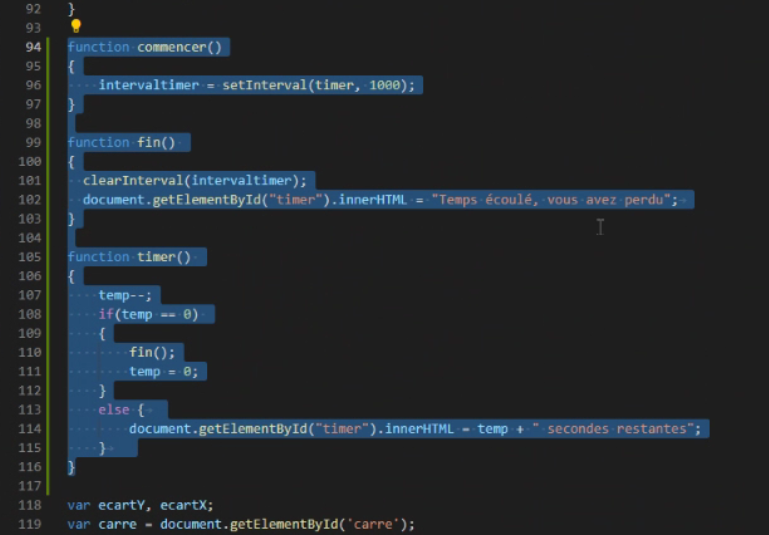 92 }
93
94 function commencer()
95 {
96 intervaltimer = setInterval(timer, 1000);
97 }
98
99 function fin()
100 {
101 clearInterval(intervaltimer);
102 document.getElementById("timer").innerHTML = "Temps écoulé, vous avez perdu";
103 }
104
105 function timer()
106 {
107 temp--;
108 if(temp == 0)
109 {
110 fin();
111 temp = 0;
112 }
113 else {
114 document.getElementById("timer").innerHTML = temp + " secondes restantes";
115 }
116 }
117
118 var ecartY, ecartX;
119 var carre = document.getElementById('carre');